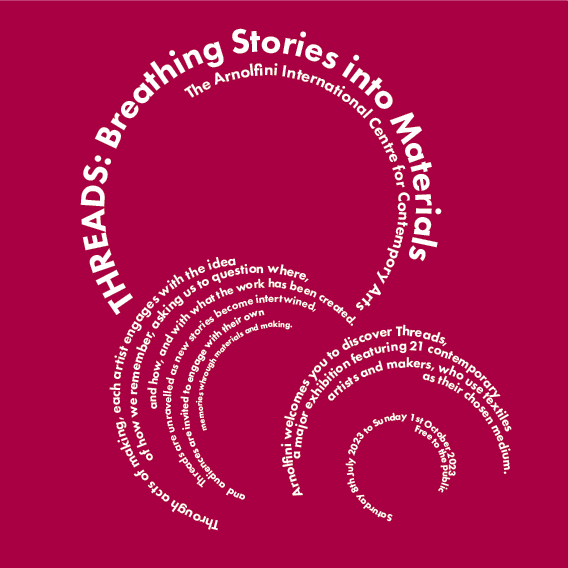 THREADS: Breathing Stories into Materials
The Arnolfini International Centre for Contempory Arts
Through acts of making, each artist engages with the idea
of how we remember, asking us to question where,
and how, and with what the work has been created.
Threads are unravelled as new stories become intertwined,
and audiences are invited to engage with their own
memories whrough materials and making.
Arnolfini welcomes you to discover Threads,
a major exhibition featuring 21 contemporary
artists and makers, who use textiles
as their chosen medium.
Saturday 8thJuly 2023 to Sunday 1st October,2023
Free to the public